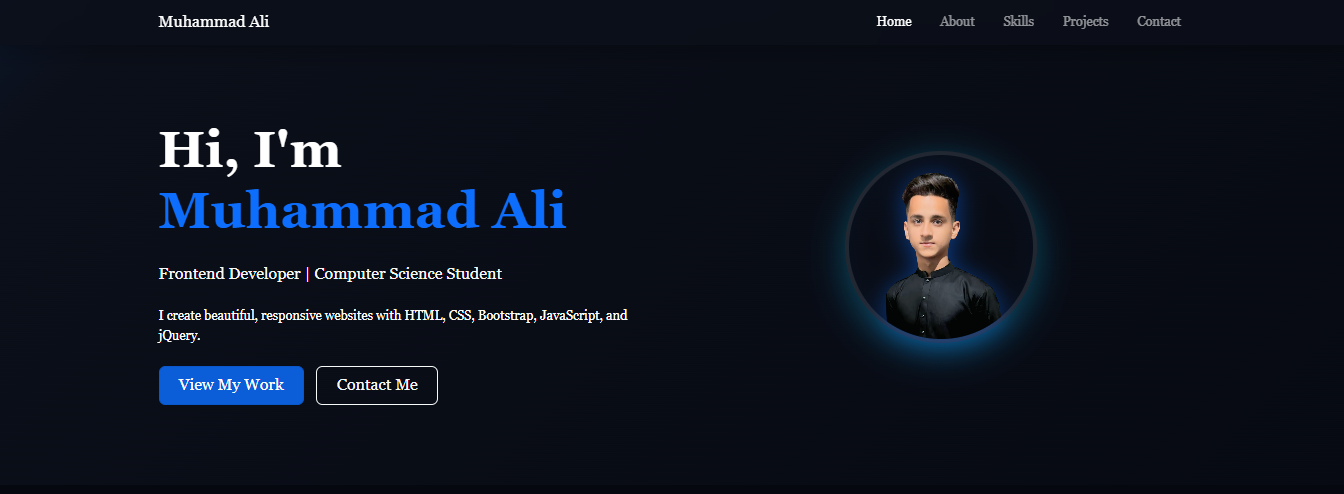 Muhammad Ali
Home About Skills Projects Contact
Hi, I'm
Muhammad Ali
Frontend Developer | Computer Science Student
I create beautiful, responsive websites with HTML, CSS, Bootstrap, JavaScript, and
jQuery.
View My Work Contact Me